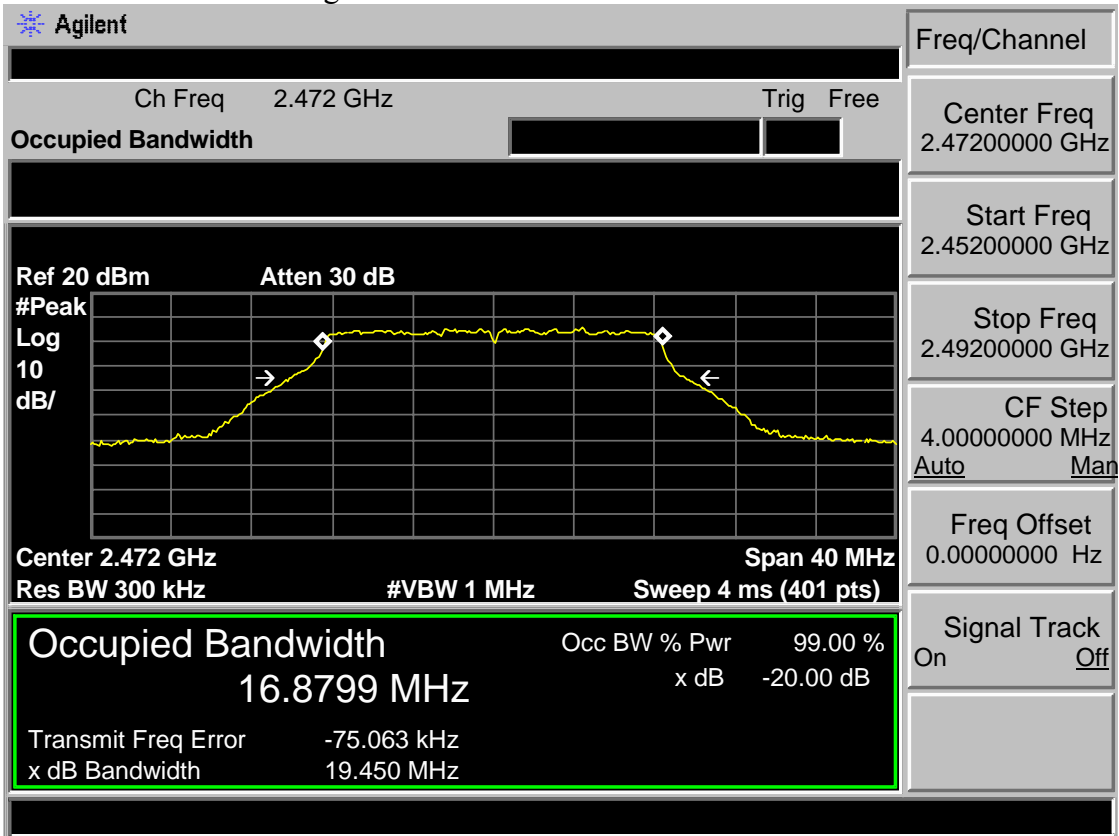 Agilent
Freq/Channel
Ch Freq 2.472 GHz Trig Free
Occupied Bandwidth
Center Freq
2.47200000 GHz
Start Freq
2.45200000 GHz
Stop Freq
2.49200000 GHz
CF Step
4.00000000 MHz
Auto Man
Freq Offset
0.00000000 Hz
Signal Track
On Off
Ref 20 dBm Atten 30 dB
#Peak
Log
10
dB/
Center 2.472 GHz Span 40 MHz
Res BW 300 kHz #VBW 1 MHz Sweep 4 ms (401 pts)
Occupied Bandwidth Occ BW % Pwr 99.00 %
16.8799 MHz x dB -20.00 dB
Transmit Freq Error -75.063 kHz
x dB Bandwidth 19.450 MHz